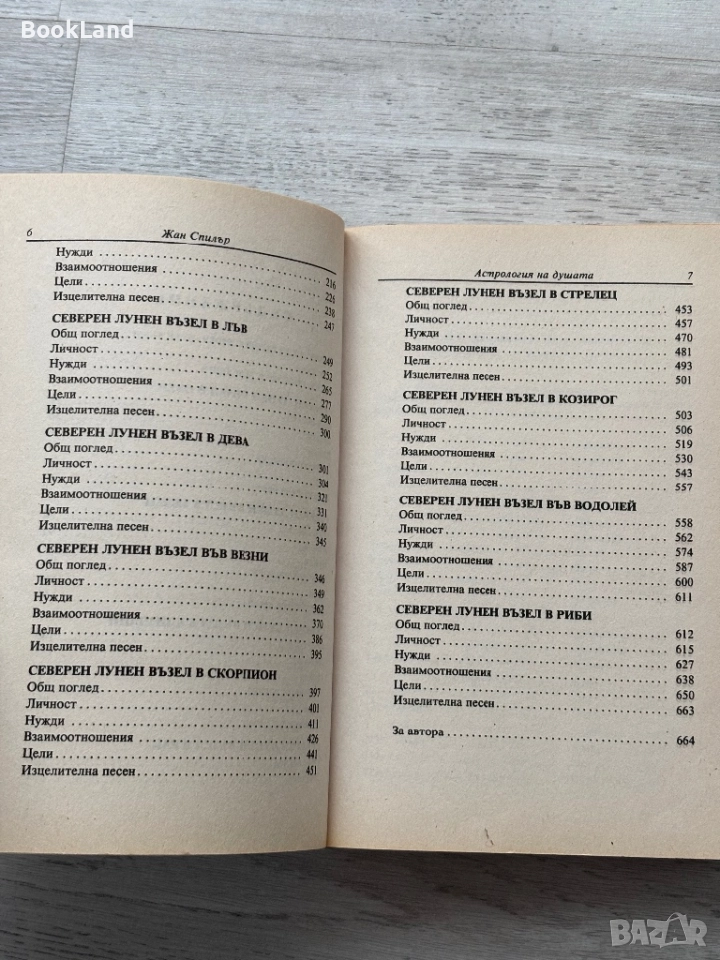 BookLand
6 Жан Спилър
Нужди 216
Взаимоотношения 225
Цели 238
Изцелителна песен 247
СЕВЕРЕН ЛУНЕН ВЪЗЕЛ В ЛЪВ
Общ поглед 249
Личност 252
Нужди 265
Взаимоотношения 277
Цели 290
Изцелителна песен 300
СЕВЕРЕН ЛУНЕН ВЪЗЕЛ В ДЕВА
Общ поглед 301
Личност 304
Нужди 321
Взаимоотношения 331
Цели 340
Изцелителна песен 345
СЕВЕРЕН ЛУНЕН ВЪЗЕЛ ВЪВ ВЕЗНИ
Общ поглед 346
Личност 349
Нужди 362
Взаимоотношения 370
Цели 386
Изцелителна песен 395
СЕВЕРЕН ЛУНЕН ВЪЗЕЛ В СКОРПИОН
Общ поглед 397
Личност 401
Нужди 411
Взаимоотношения 426
Цели 441
Изцелителна песен 451
Астрология на душата 7
СЕВЕРЕН ЛУНЕН ВЪЗЕЛ В СТРЕЛЕЦ
Общ поглед 453
Личност 457
Нужди 470
Взаимоотношения 481
Цели 493
Изцелителна песен 501
СЕВЕРЕН ЛУНЕН ВЪЗЕЛ В КОЗИРОГ
Общ поглед 503
Личност 506
Нужди 519
Взаимоотношения 530
Цели 543
Изцелителна песен 557
СЕВЕРЕН ЛУНЕН ВЪЗЕЛ ВЪВ ВОДОЛЕЙ
Общ поглед 558
Личност 562
Нужди 574
Взаимоотношения 587
Цели 600
Изцелителна песен 611
СЕВЕРЕН ЛУНЕН ВЪЗЕЛ В РИБИ
Общ поглед 612
Личност 615
Нужди 627
Взаимоотношения 638
Цели 650
Изцелителна песен 663
За автора 664
BAZAR